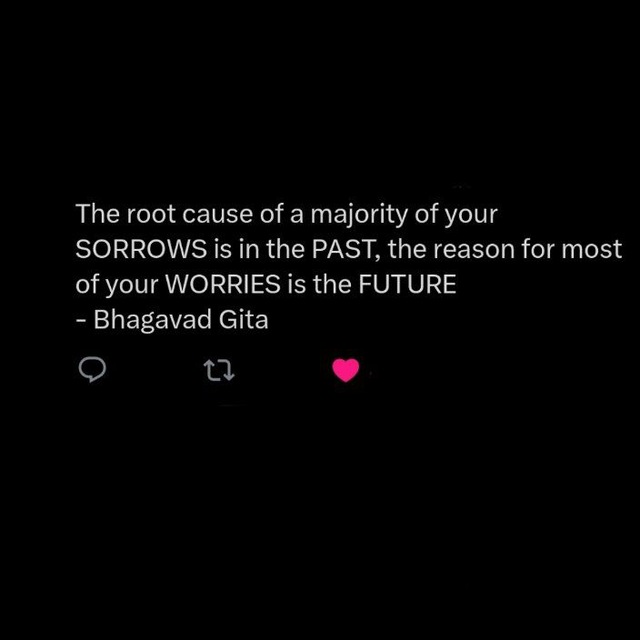 The root cause of a majority of your
SORROWS is in the PAST, the reason for most
of your WORRIES is the FUTURE
- Bhagavad Gita